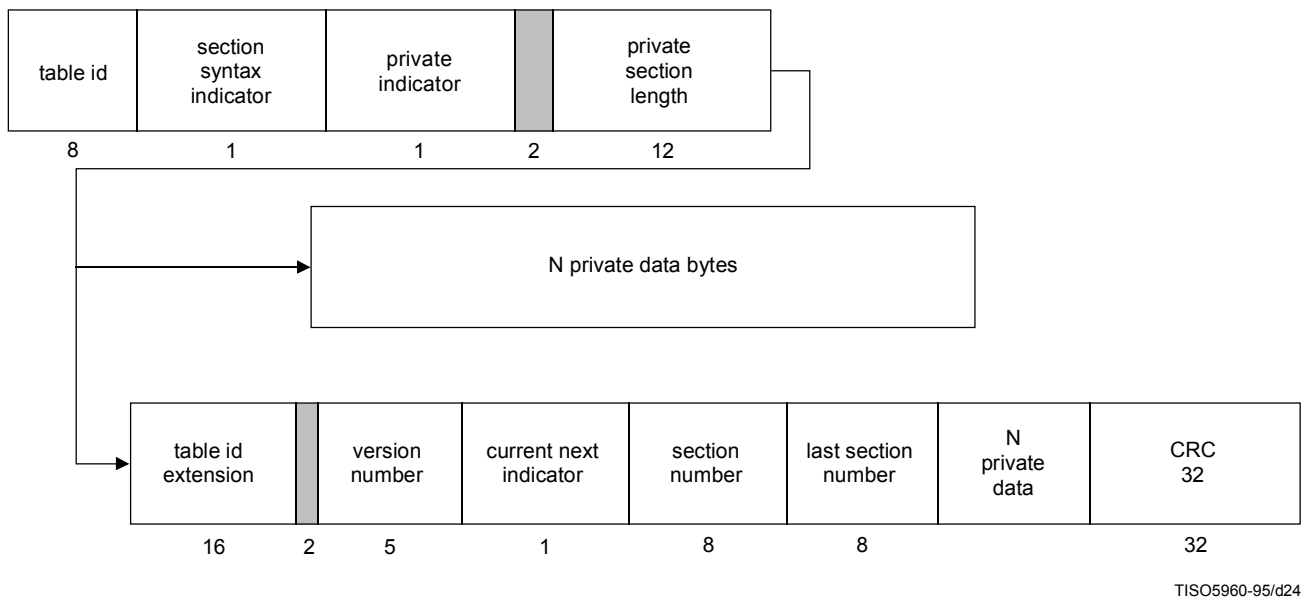 table id
section
syntax
indicator
private
indicator
private
section
length
8
1
1
2
12
N private data bytes
table id
extension
version
number
current next
indicator
section
number
last section
number
N
private
data
CRC
32
16
2
5
1
8
8
32
TISO5960-95/d24